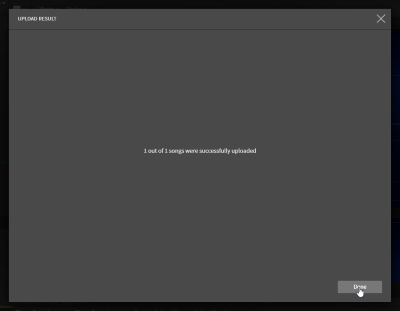 UPLOAD RESULT
1 out of 1 songs were successfully uploaded
Done